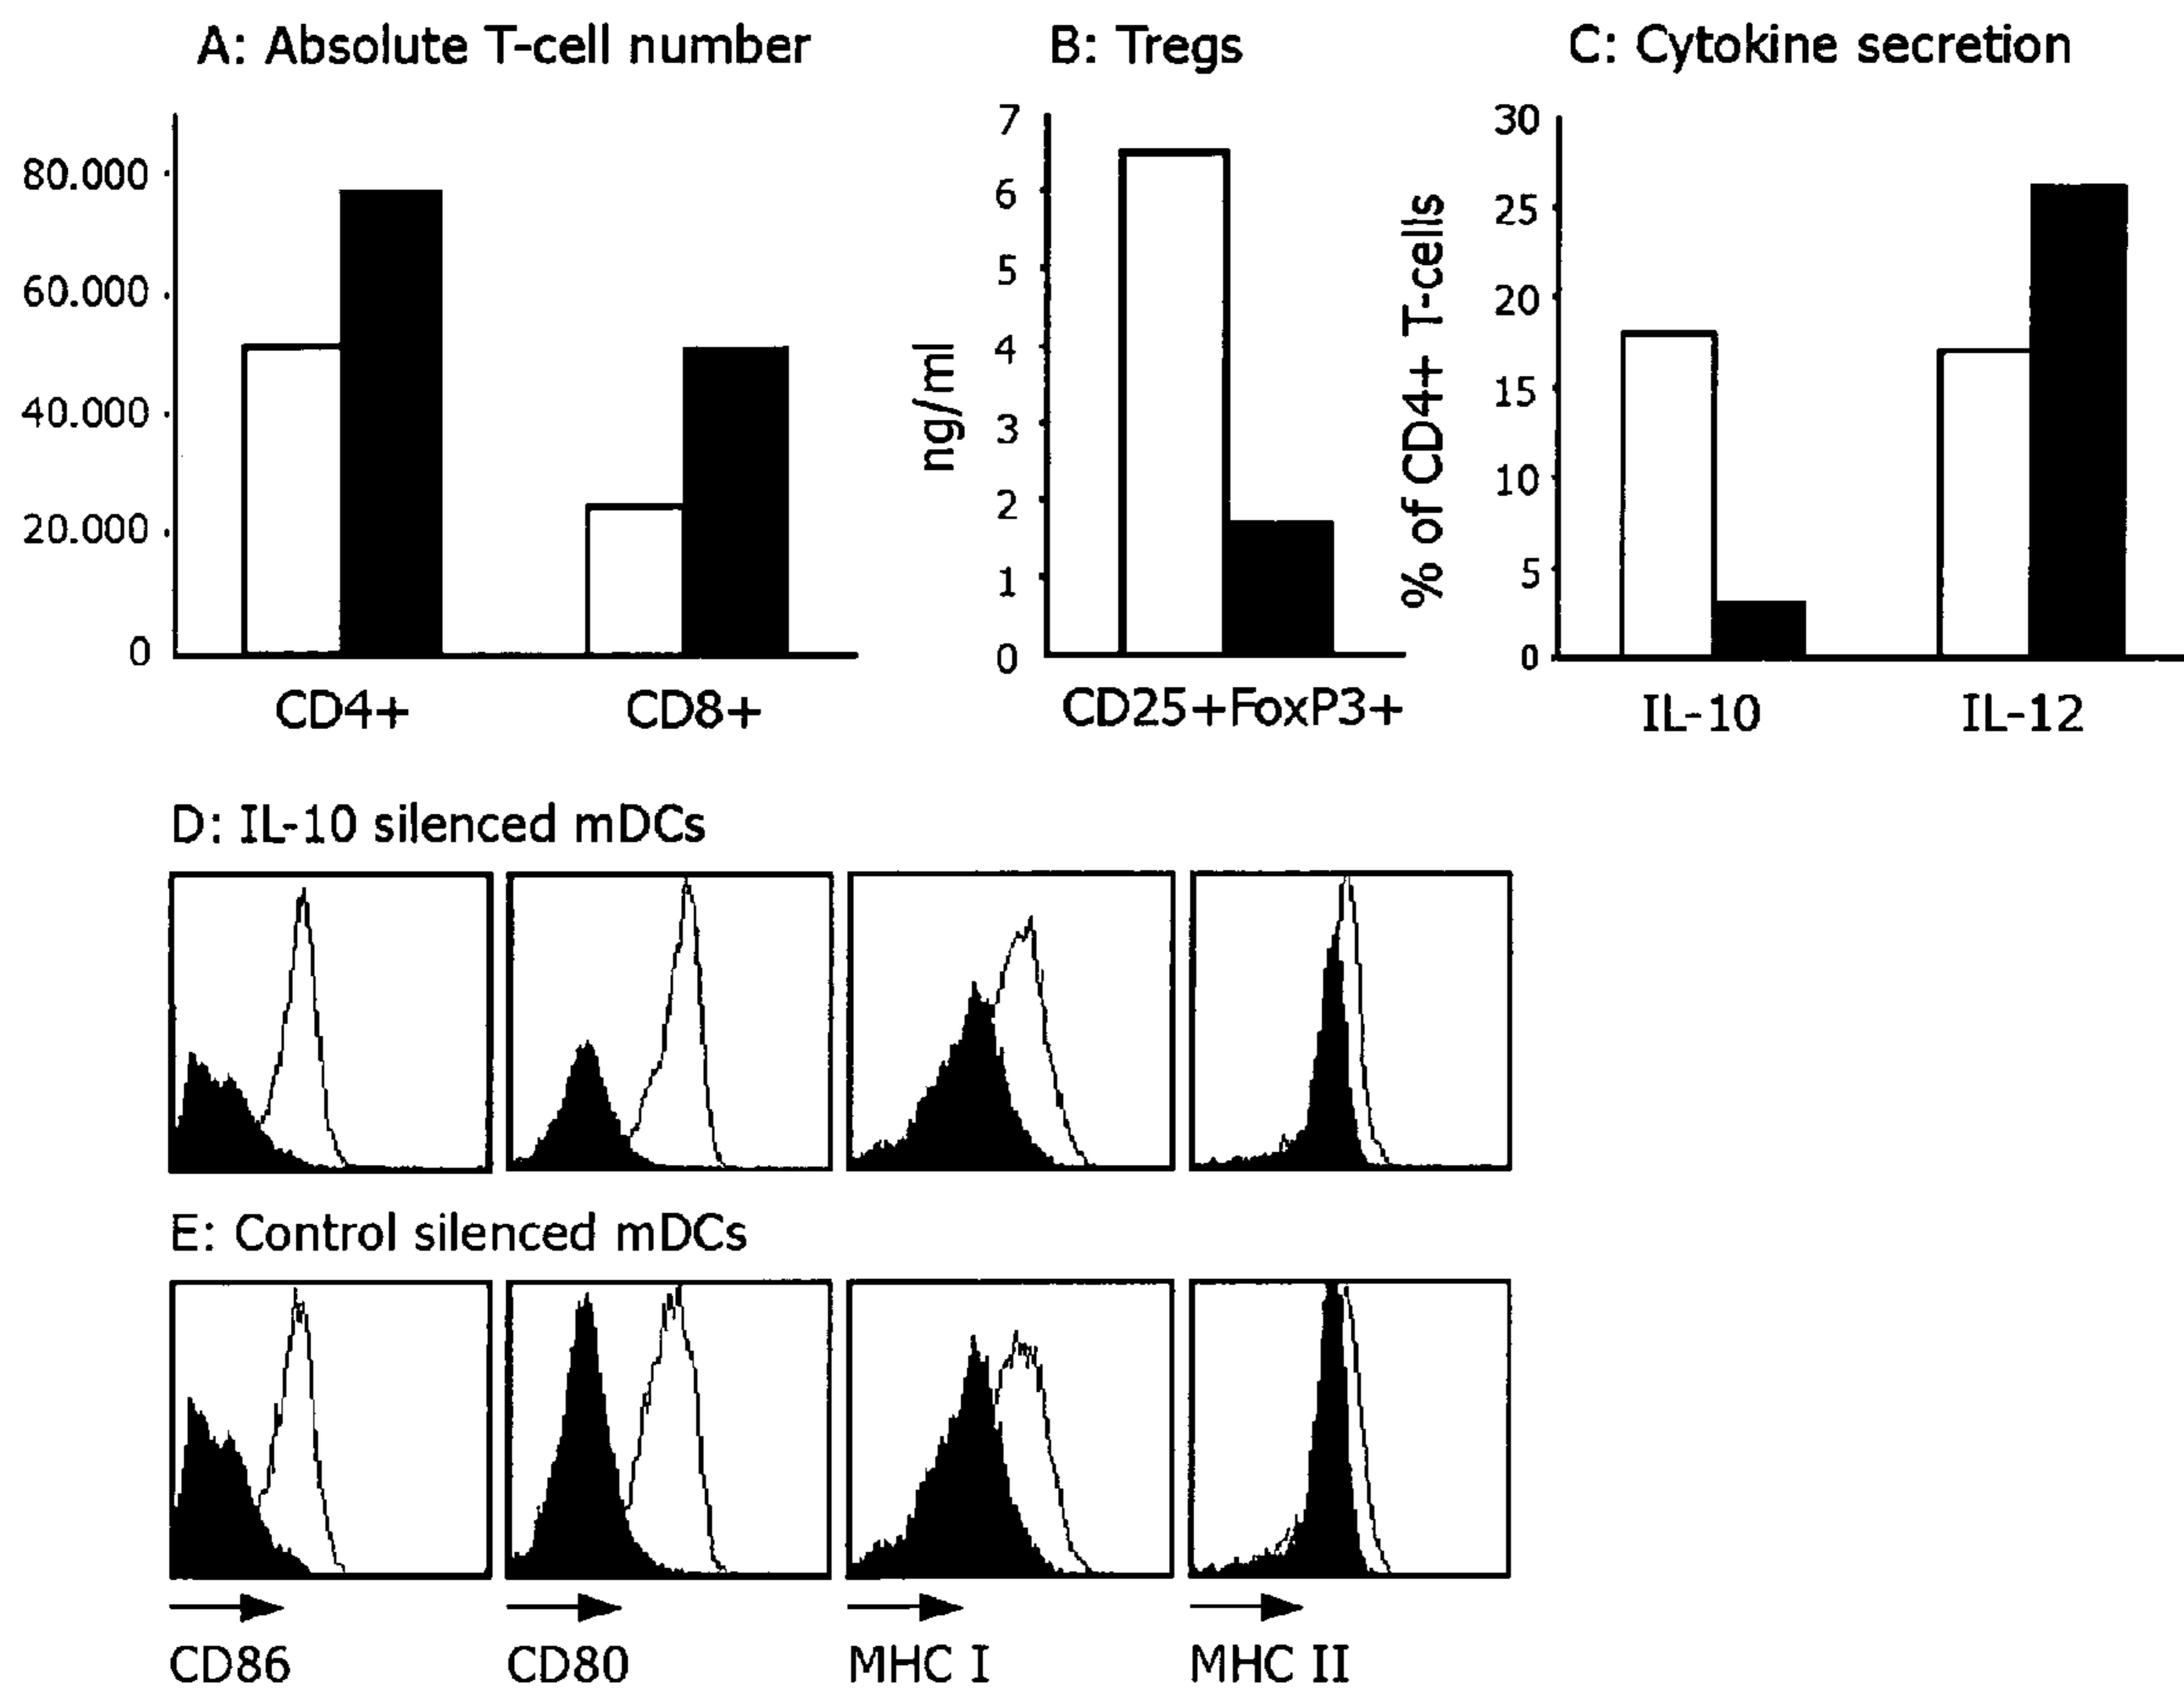 A: Absolute T-cell number
80.000
60.000
40.000
20.000
0
CD4+
CD8+
B: Tregs
ng/ml
7
6
5
4
3
2
1
0
CD25+FoxP3+
C: Cytokine secretion
% of CD4+ T-cells
30
25
20
15
10
5
0
IL-10
IL-12
D: IL-10 silenced mDCs
E: Control silenced mDCs
CD86
CD80
MHC I
MHC II